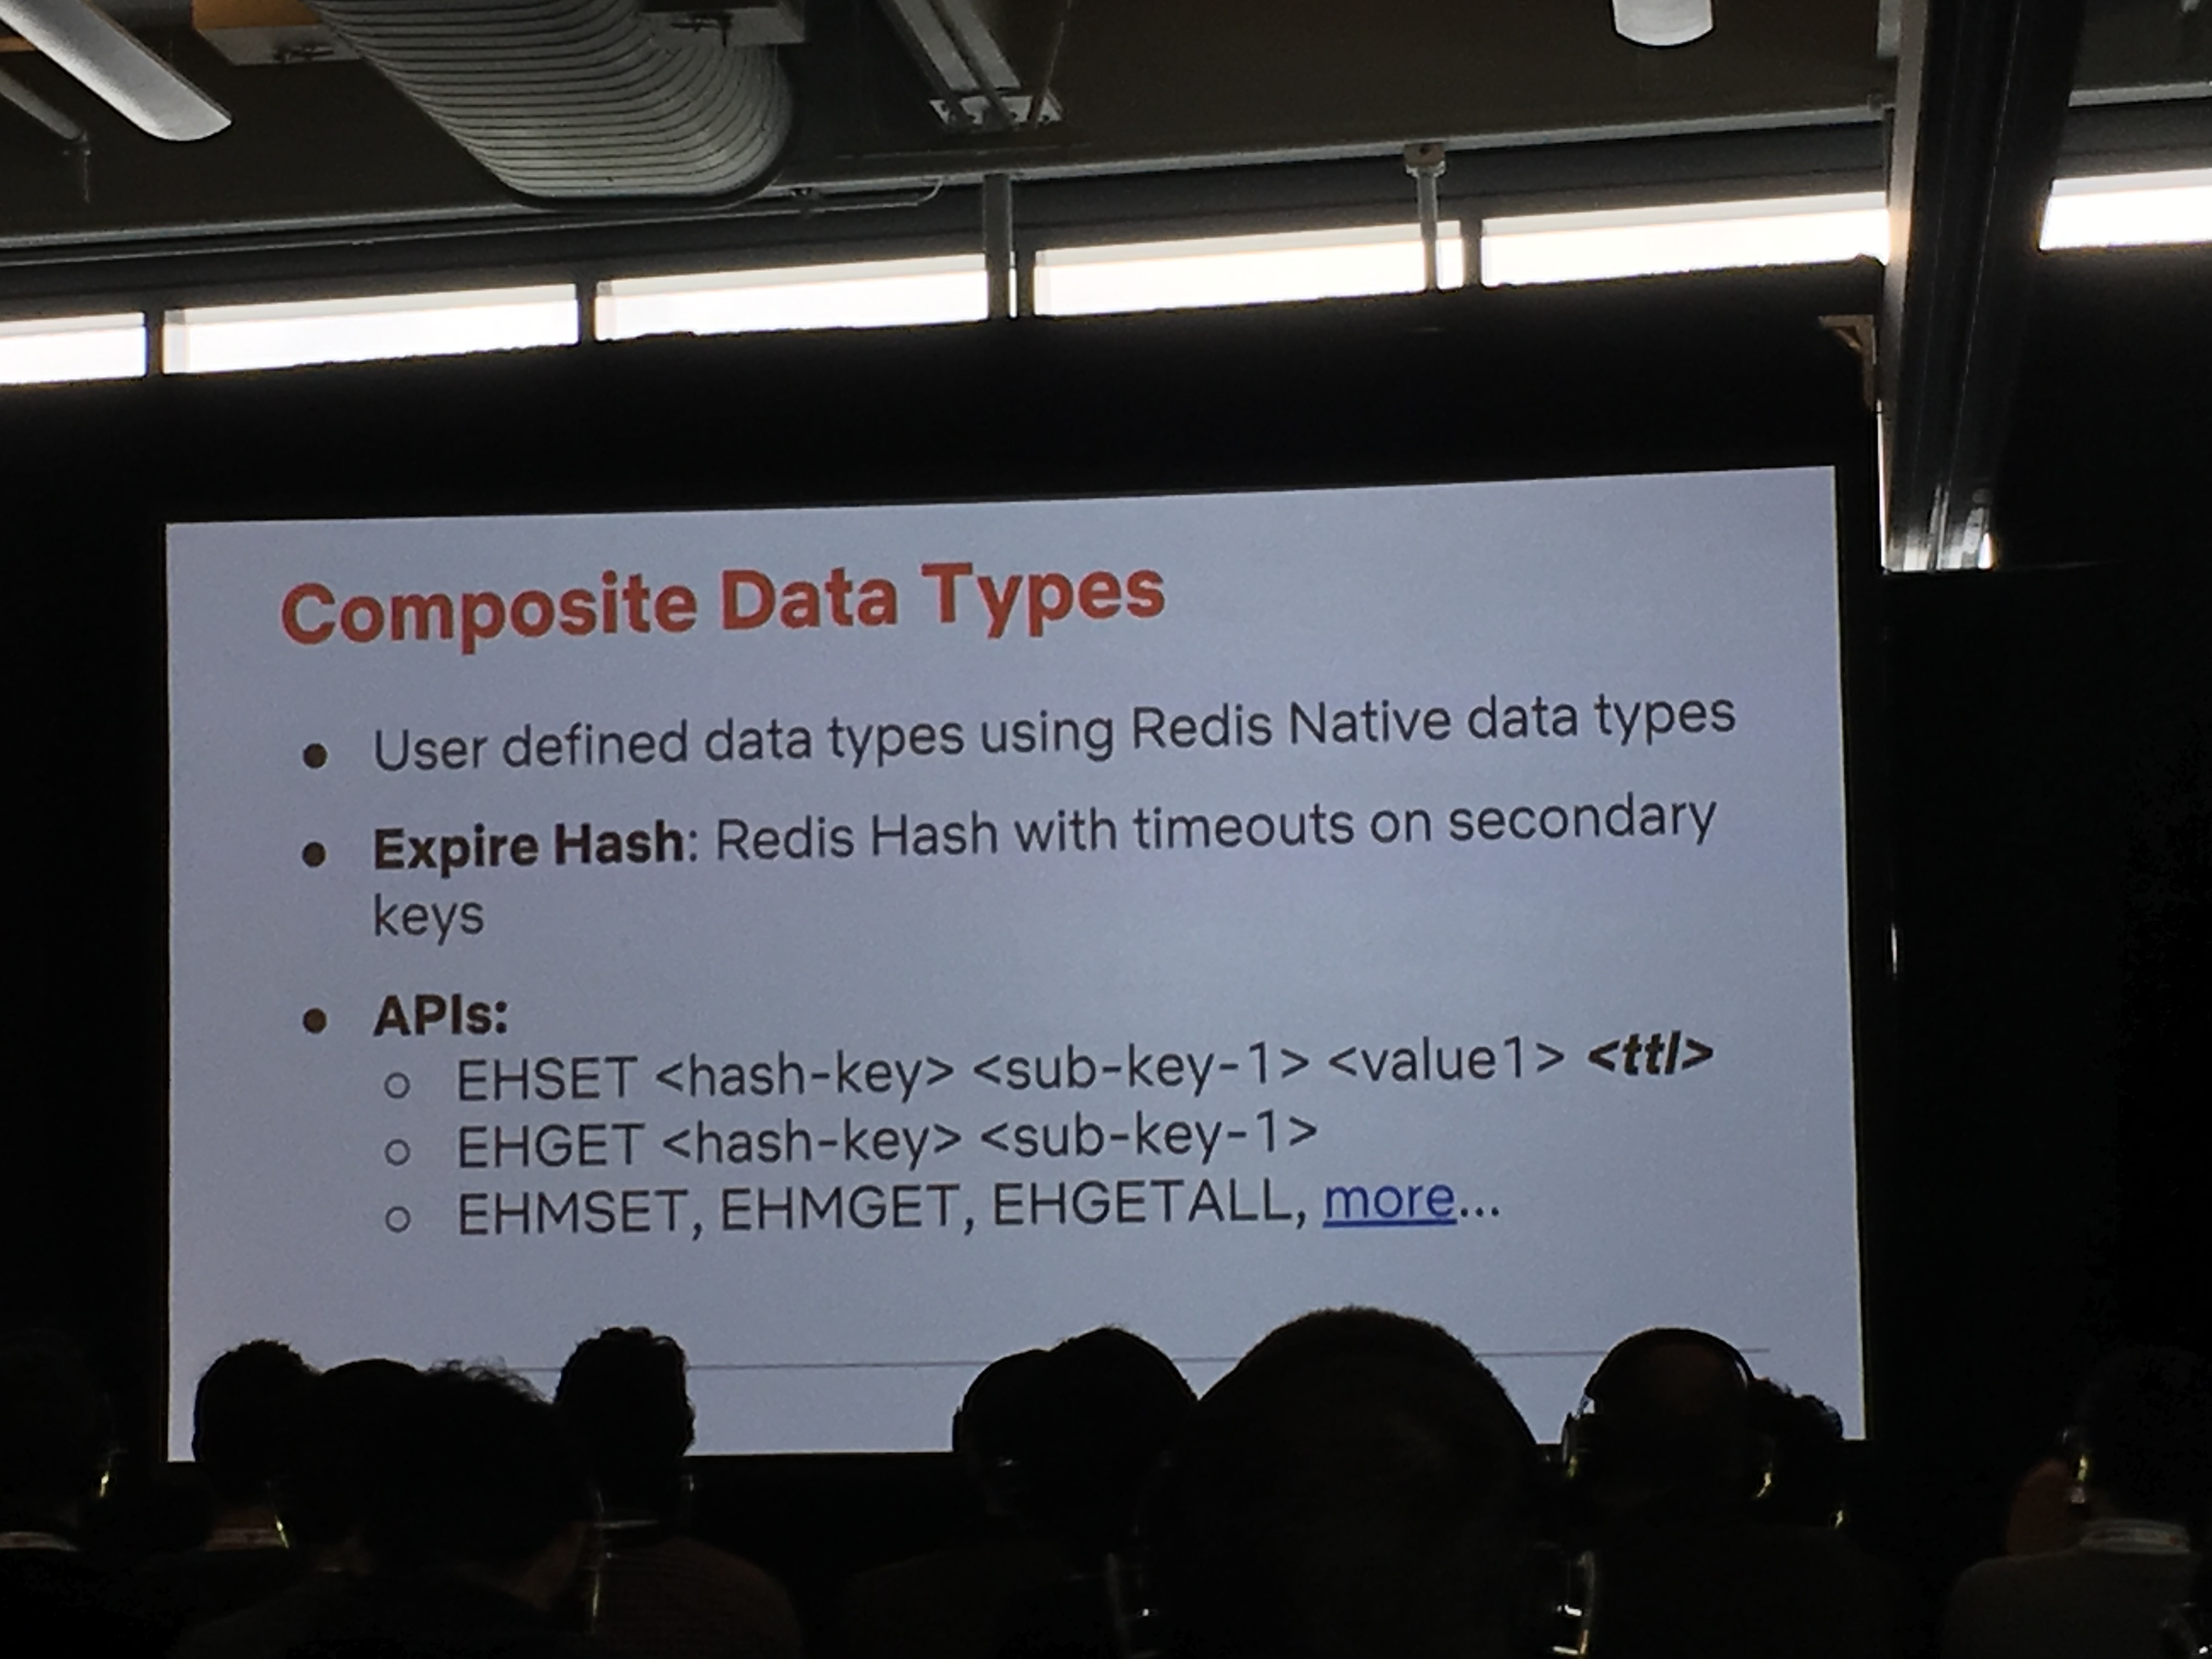 Composite Data Types
● User defined data types using Redis Native data types
● Expire Hash: Redis Hash with timeouts on secondary
keys
● APIs:
○ EHSET <hash-key> <sub-key-1> <value1> <ttl>
○ EHGET <hash-key> <sub-key-1>
○ EHMSET, EHMGET, EHGETALL, more...